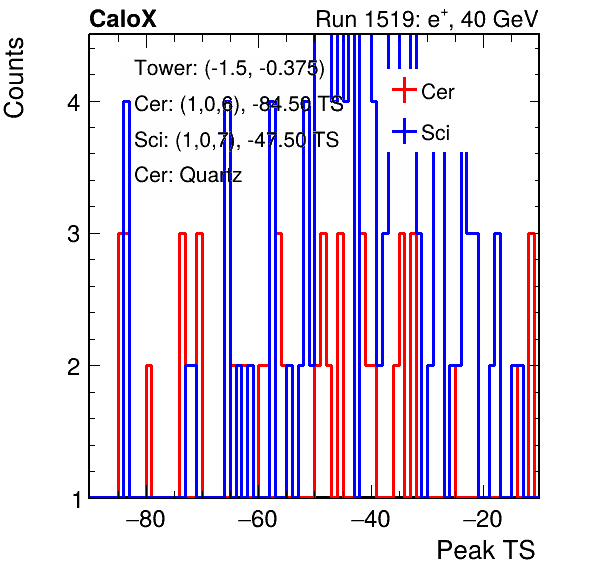 CaloX Run 1519: e+, 40 GeV
Counts
Tower: (-1.5, -0.375)
Cer: (1,0,6), -84.50 TS
Sci: (1,0,7), -47.50 TS
Cer: Quartz
Cer
Sci
4
3
2
1
−80 −60 −40 −20
Peak TS